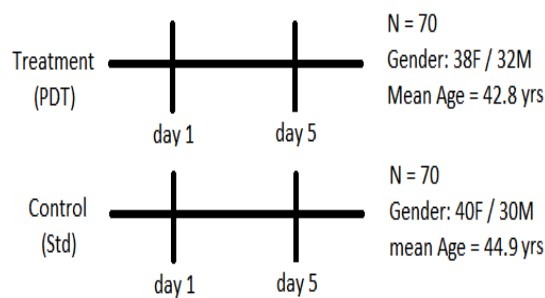 Treatment
(PDT)
day 1
day 5
N = 70
Gender: 38F / 32M
Mean Age = 42.8 yrs
Control
(Std)
day 1
day 5
N = 70
Gender: 40F / 30M
mean Age = 44.9 yrs